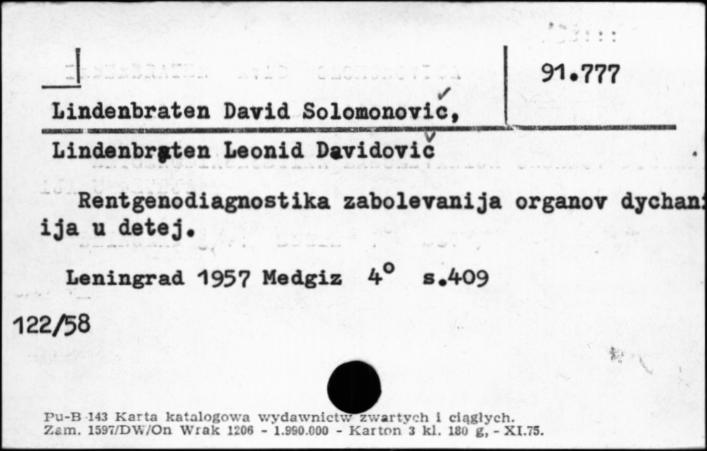 91.777
Lindenbraten David Solomonovič,
Lindenbraten Leonid Davidovič
Rentgenodiagnostika zabolevanija organov dychan
ija u detej.
Leningrad 1957 Medgiz 4° s.409
122/58
Pu-B 143 Karta katalogowa wydawnictw zwartych i ciągłych.
Zam. 1597/DW/On Wrak 1206 - 1.990.000 - Karton 3 kl. 180 g, - XI.75.